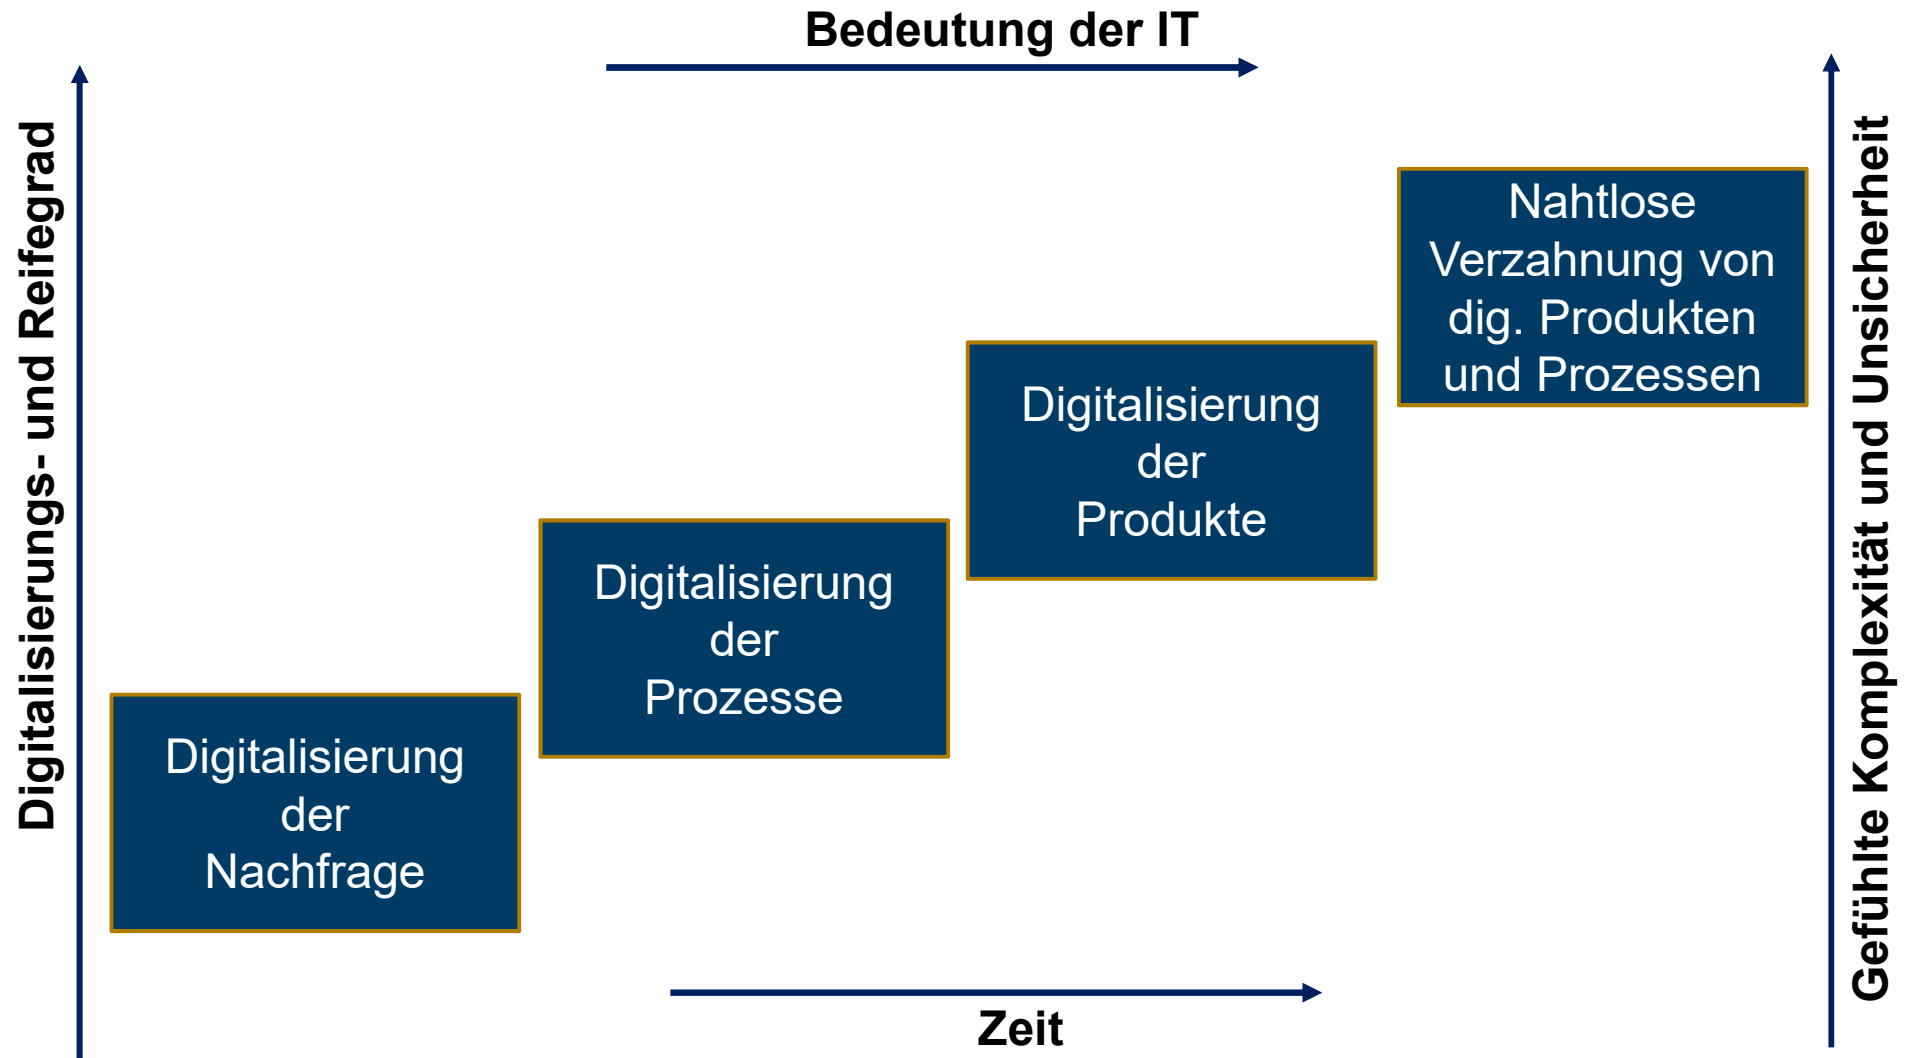 Bedeutung der IT
Digitalisierungs- und Reifegrad
Gefühlte Komplexität und Unsicherheit
Nahtlose
Verzahnung von
dig. Produkten
und Prozessen
Digitalisierung
der
Produkte
Digitalisierung
der
Prozesse
Digitalisierung
der
Nachfrage
Zeit